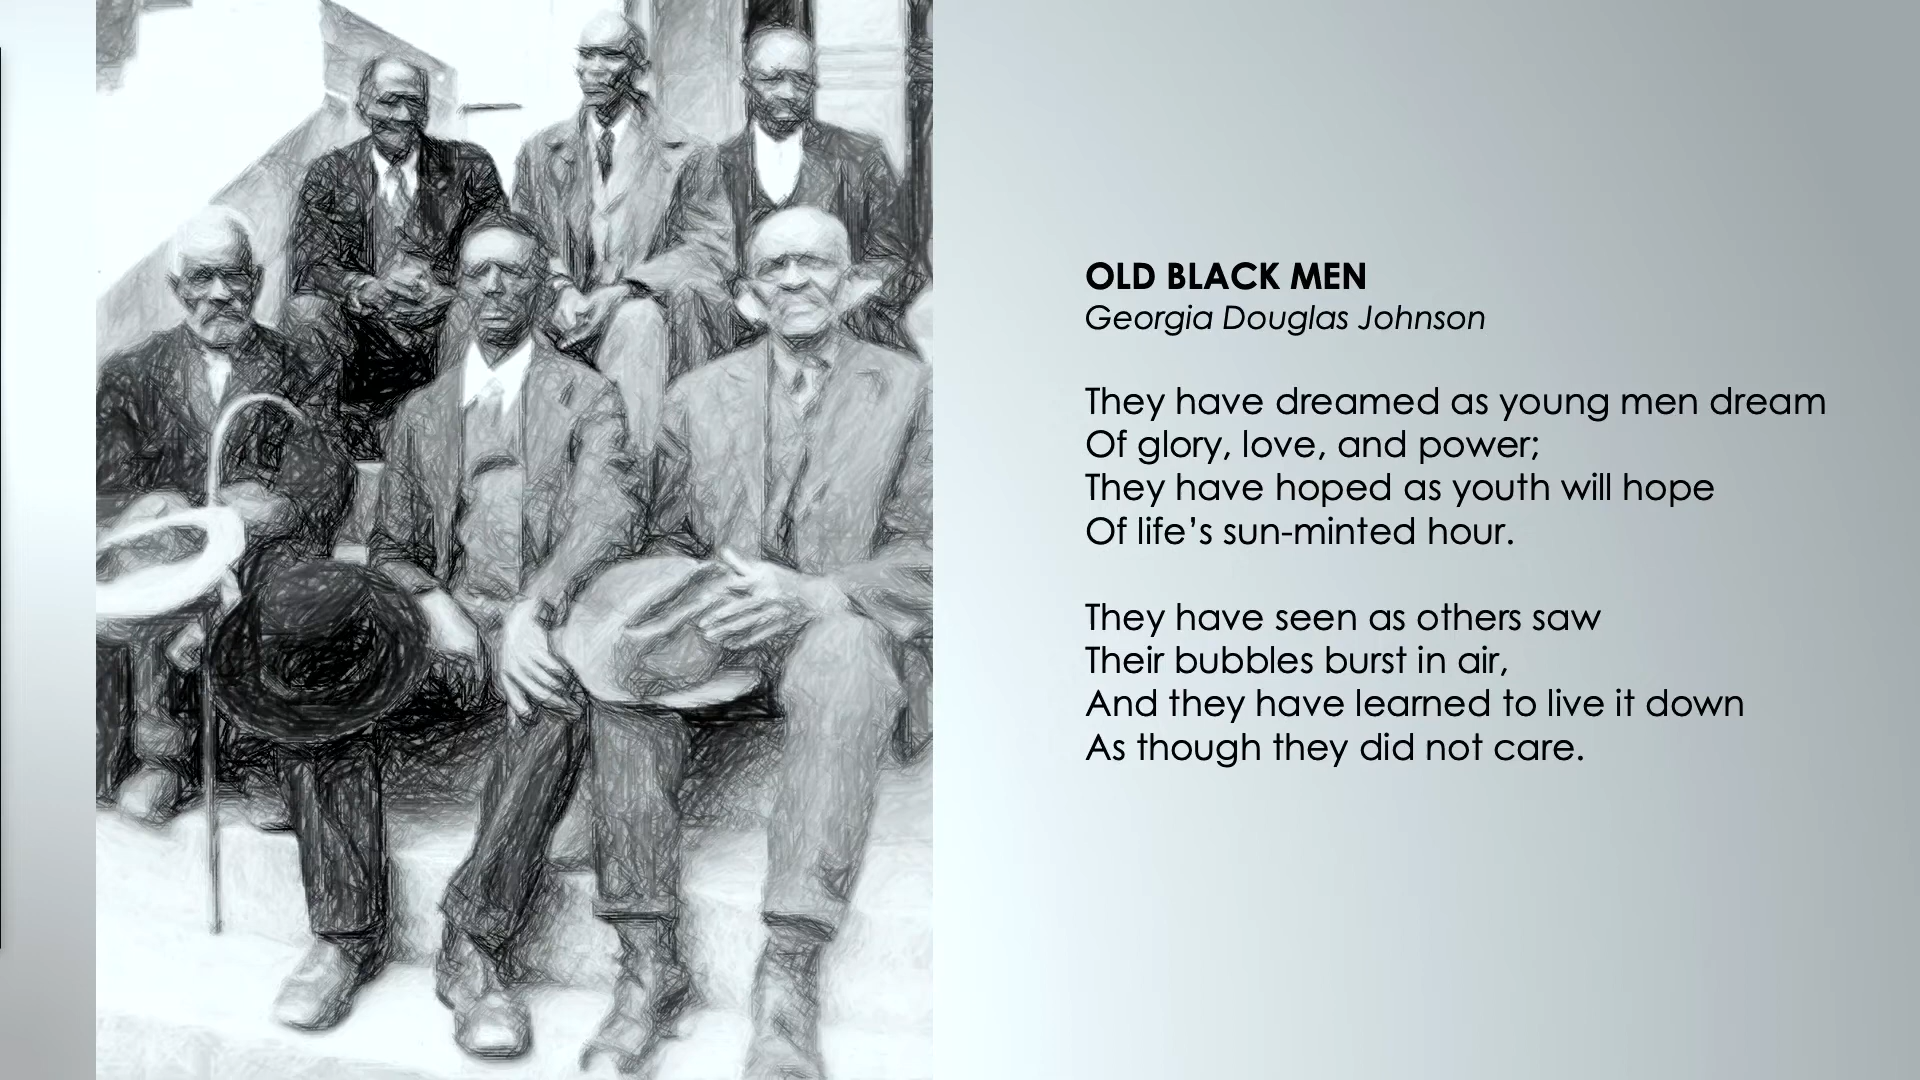 OLD BLACK MEN
Georgia Douglas Johnson
They have dreamed as young men dream
Of glory, love, and power;
They have hoped as youth will hope
Of life’s sun-minted hour.
They have seen as others saw
Their bubbles burst in air,
And they have learned to live it down
As though they did not care.